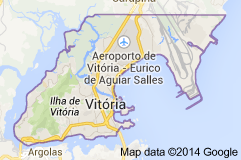 Aeroporto de
Vitória - Eurico
de Aguiar Salles
Ilha de
Vitória
Vitória
Argolas
Map data ©2014 Google